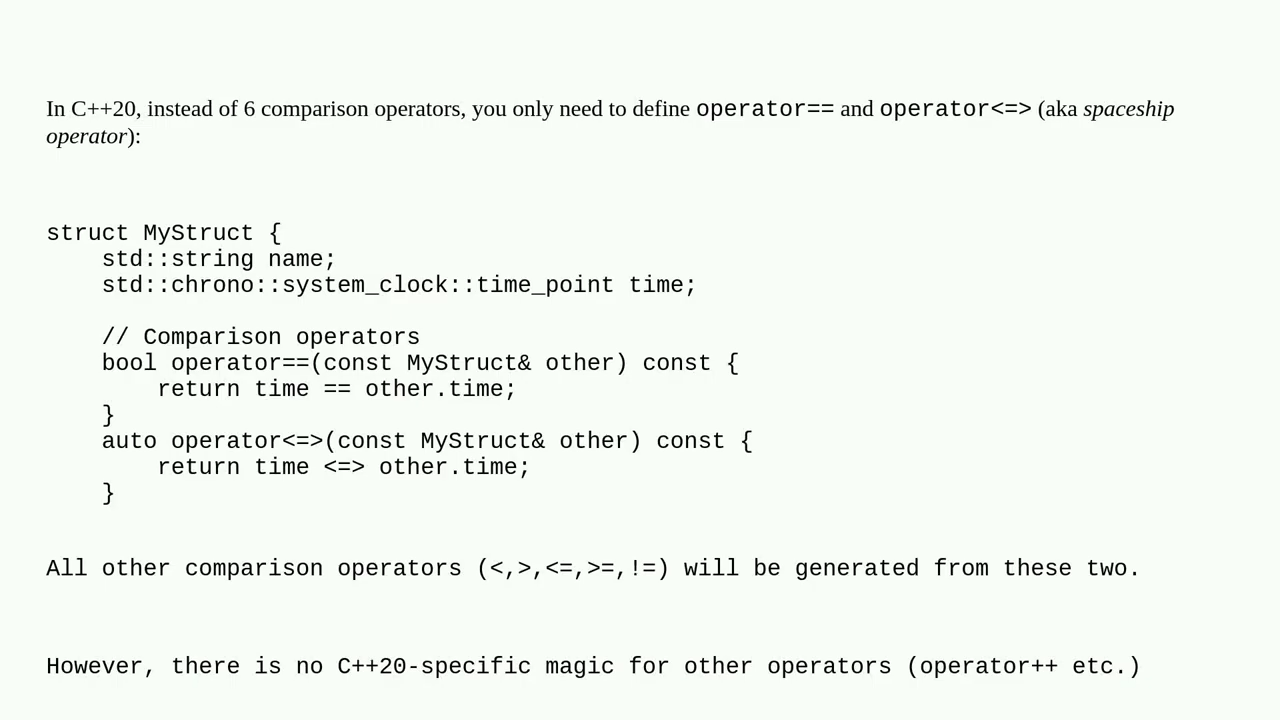 In C++20, instead of 6 comparison operators, you only need to define operator== and operator<=> (aka spaceship
operator):
struct MyStruct {
    std::string name;
    std::chrono::system_clock::time_point time;
    // Comparison operators
    bool operator==(const MyStruct& other) const {
        return time == other.time;
    }
    auto operator<=>(const MyStruct& other) const {
        return time <=> other.time;
    }
All other comparison operators (<,>,<=,>=,!=) will be generated from these two.
However, there is no C++20-specific magic for other operators (operator++ etc.)